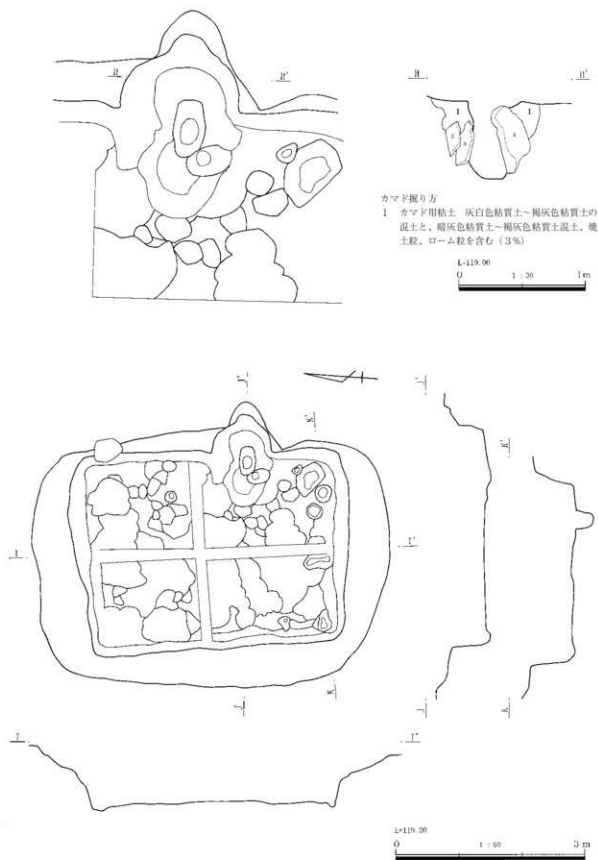 H H'
H H'
1 1
カマド掘り方
1 カマド用粘土 灰白色粘質土~褐灰色粘質土の
混土と、暗灰色粘質土~褐灰色粘質土混土、焼
土粒、ローム粒を含む(3%)
L=119.00
0 1:30 1m
J'
K'
J'
K'
I I'
J
K
J
K
I I'
L=119.20
0 1:60 3m